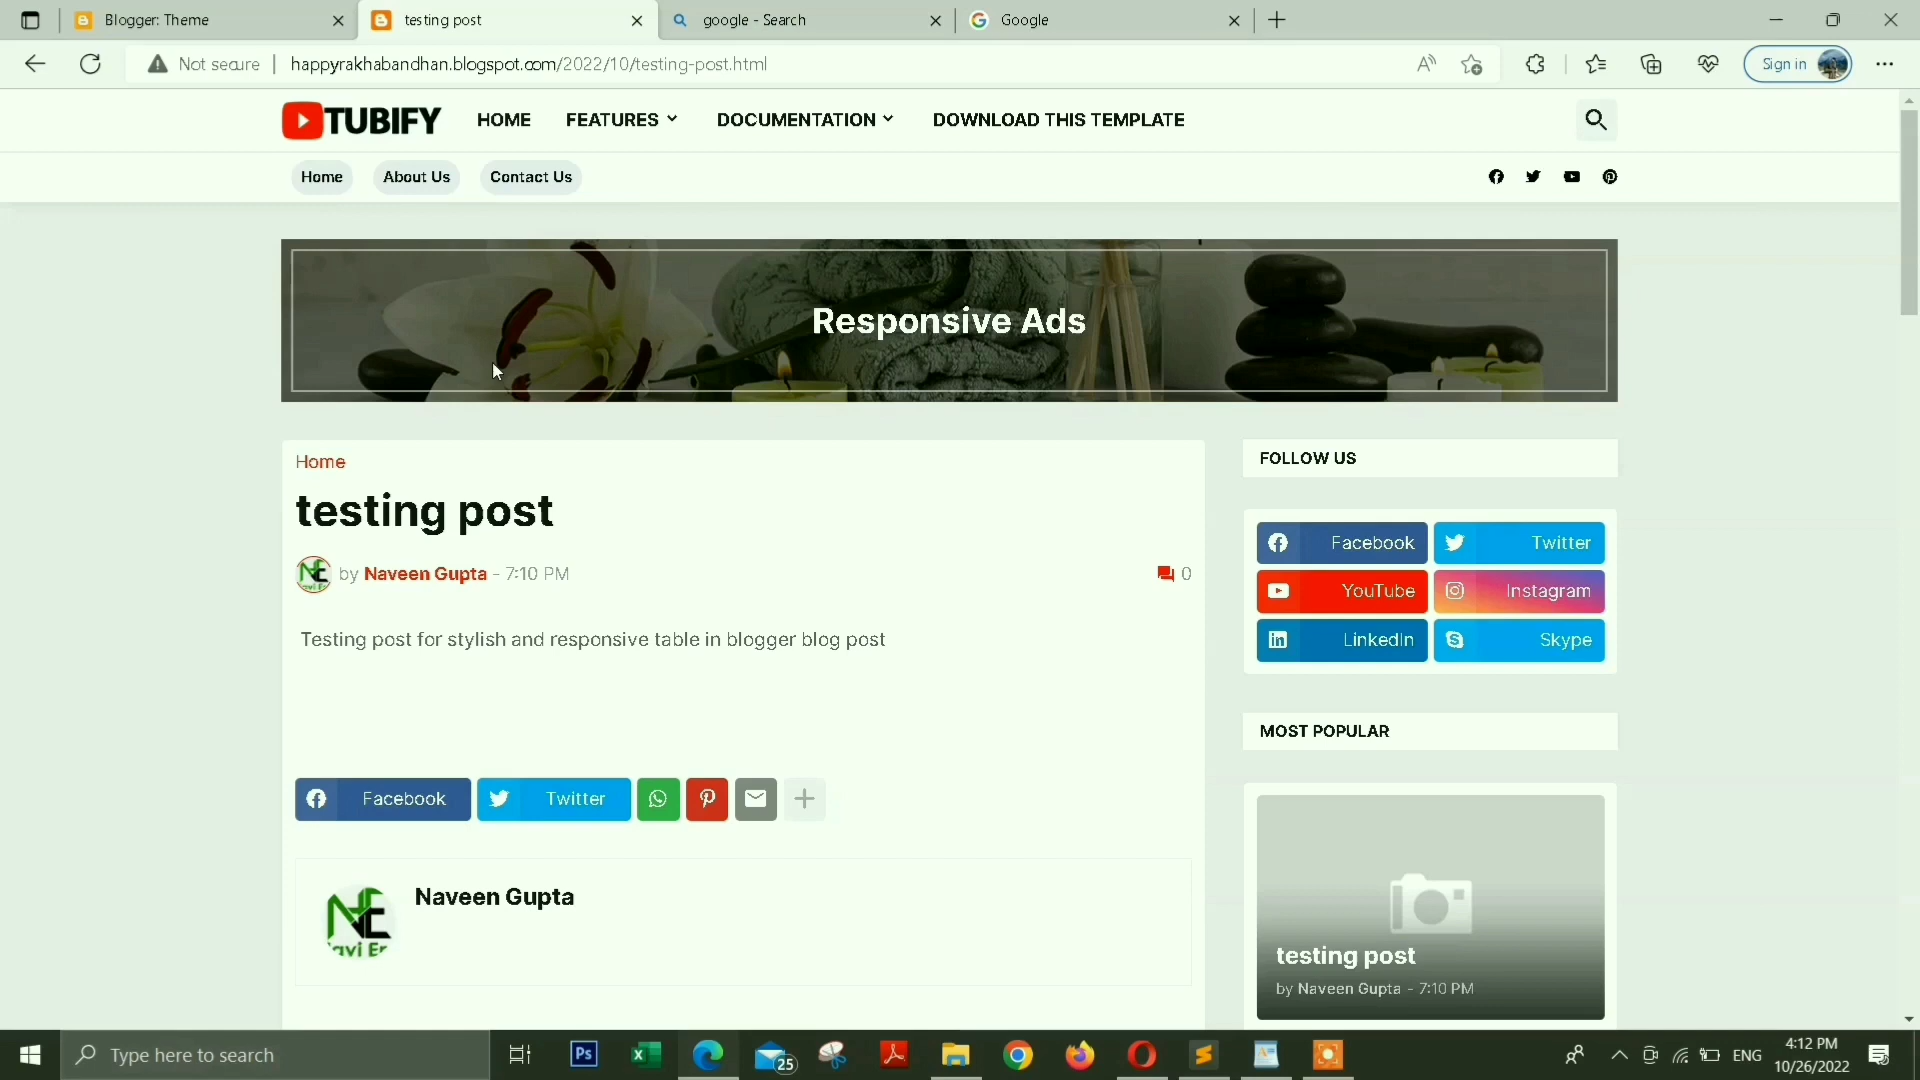 Blogger: Theme
testing post
google - Search
Google
Not secure
happyrakhabandhan.blogspot.com/2022/10/testing-post.html
Sign in
TUBIFY
HOME
FEATURES
DOCUMENTATION
DOWNLOAD THIS TEMPLATE
Home
About Us
Contact Us
Responsive Ads
Home
testing post
by Naveen Gupta - 7:10 PM
0
Testing post for stylish and responsive table in blogger blog post
Facebook
Twitter
Naveen Gupta
FOLLOW US
Facebook
Twitter
YouTube
Instagram
LinkedIn
Skype
MOST POPULAR
testing post
by Naveen Gupta - 7:10 PM
Type here to search
Ps
25
ENG
4:12 PM
10/26/2022